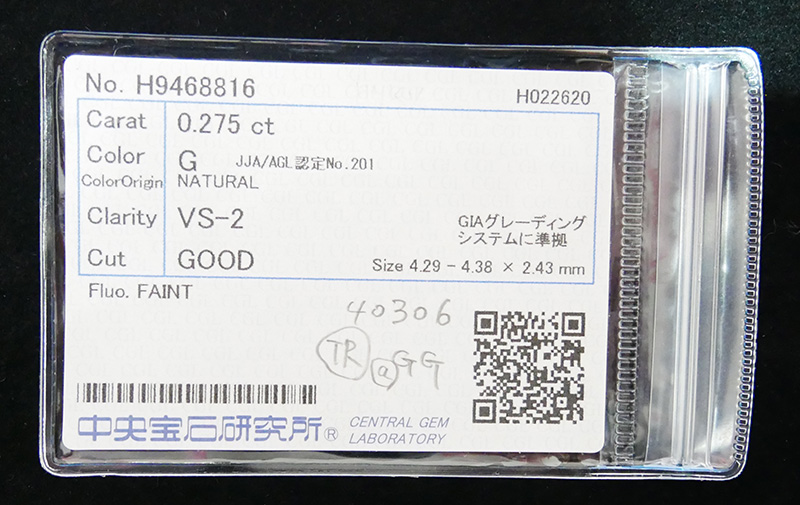 No. H9468816
H022620
Carat 0.275 ct
Color G JJA/AGL認定No.201
ColorOrigin NATURAL
Clarity VS-2
GIAグレーディング
システムに準拠
Cut GOOD Size 4.29 - 4.38 × 2.43 mm
Fluo. FAINT
40306
TR a GG
中央宝石研究所® CENTRAL GEM
LABORATORY